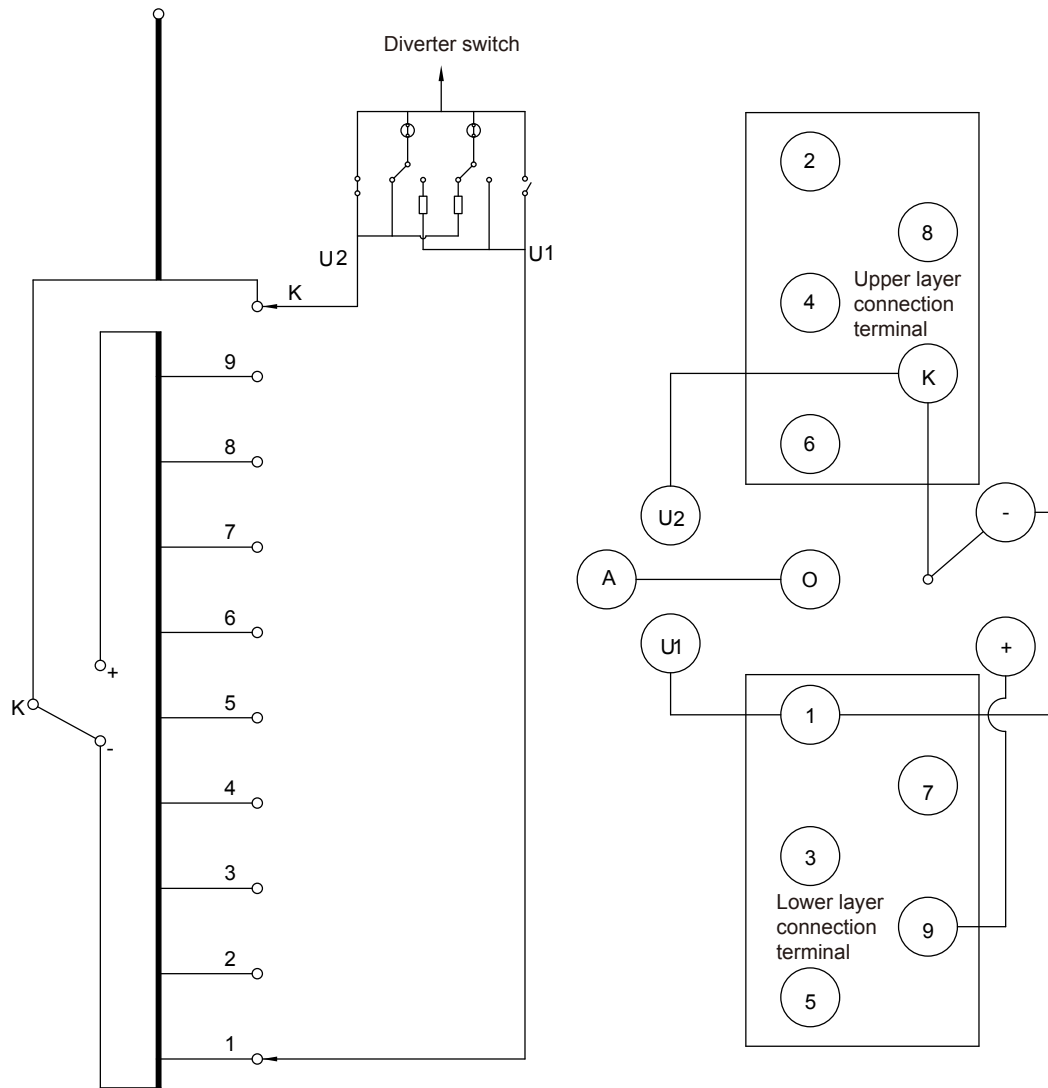 Diverter switch
U2
U1
K
9
8
7
6
+
K
5
-
4
3
2
1
2
8
4
Upper layer
connection
terminal
K
6
U2
-
A
O
U1
+
1
7
3
Lower layer
connection
terminal
9
5